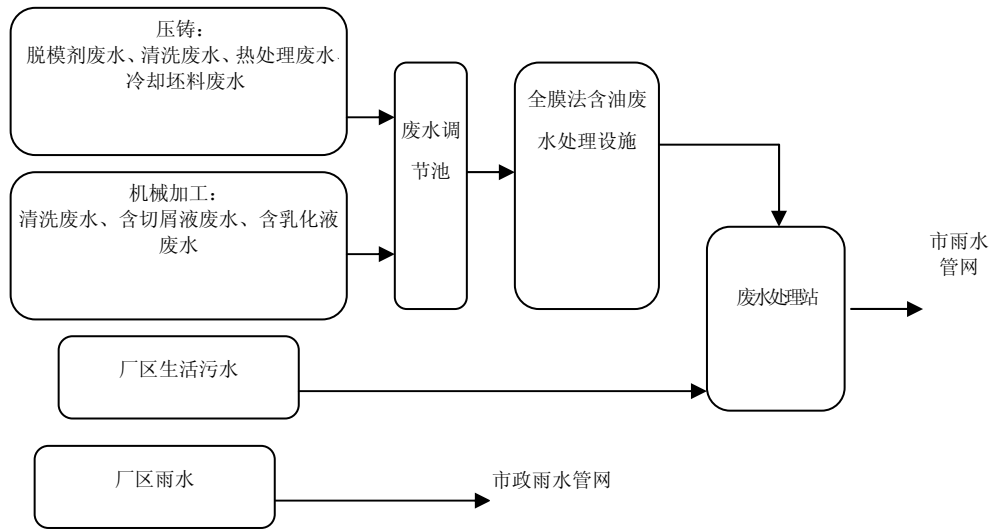 压铸：
脱模剂废水、清洗废水、热处理废水、
冷却坯料废水
机械加工：
清洗废水、含切屑液废水、含乳化液
废水
废水调
节池
全膜法含油废
水处理设施
废水处理站
市雨水
管网
厂区生活污水
厂区雨水
市政雨水管网